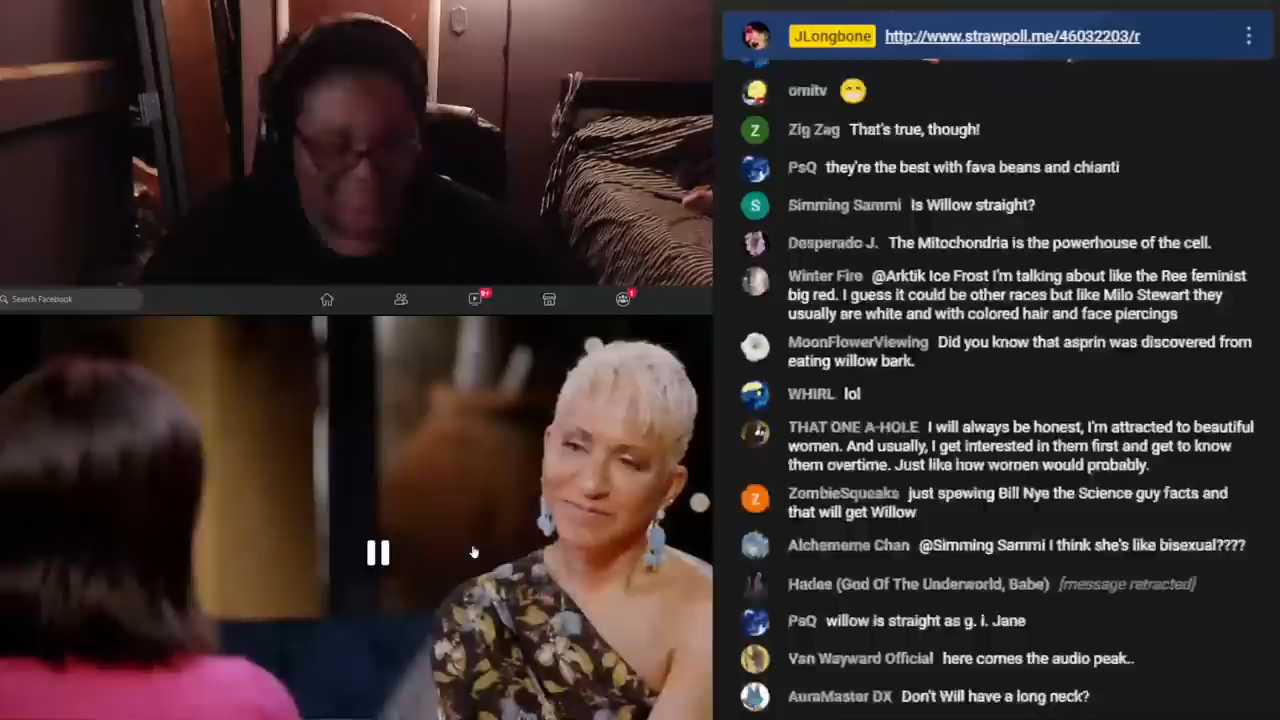 JLongbone http://www.strawpoll.me/46032203/r
omitv
Z Zig Zag That's true, though!
PsQ they're the best with fava beans and chianti
S Simming Sammi Is Willow straight?
Desperado J. The Mitochondria is the powerhouse of the cell.
Winter Fire @Arktik Ice Frost I'm talking about like the Ree feminist
big red. I guess it could be other races but like Milo Stewart they
usually are white and with colored hair and face piercings
MoonFlowerViewing Did you know that asprin was discovered from
eating willow bark.
WHIRL lol
THAT ONE A-HOLE I will always be honest, I'm attracted to beautiful
women. And usually, I get interested in them first and get to know
them overtime. Just like how women would probably.
Z ZombieSqueaks just spewing Bill Nye the Science guy facts and
that will get Willow
Alchememe Chan @Simming Sammi I think she's like bisexual????
Hades (God Of The Underworld, Babe) [message retracted]
PsQ willow is straight as g. i. Jane
Van Wayward Official here comes the audio peak..
AuraMaster DX Don't Will have a long neck?
Search Facebook
9+
1